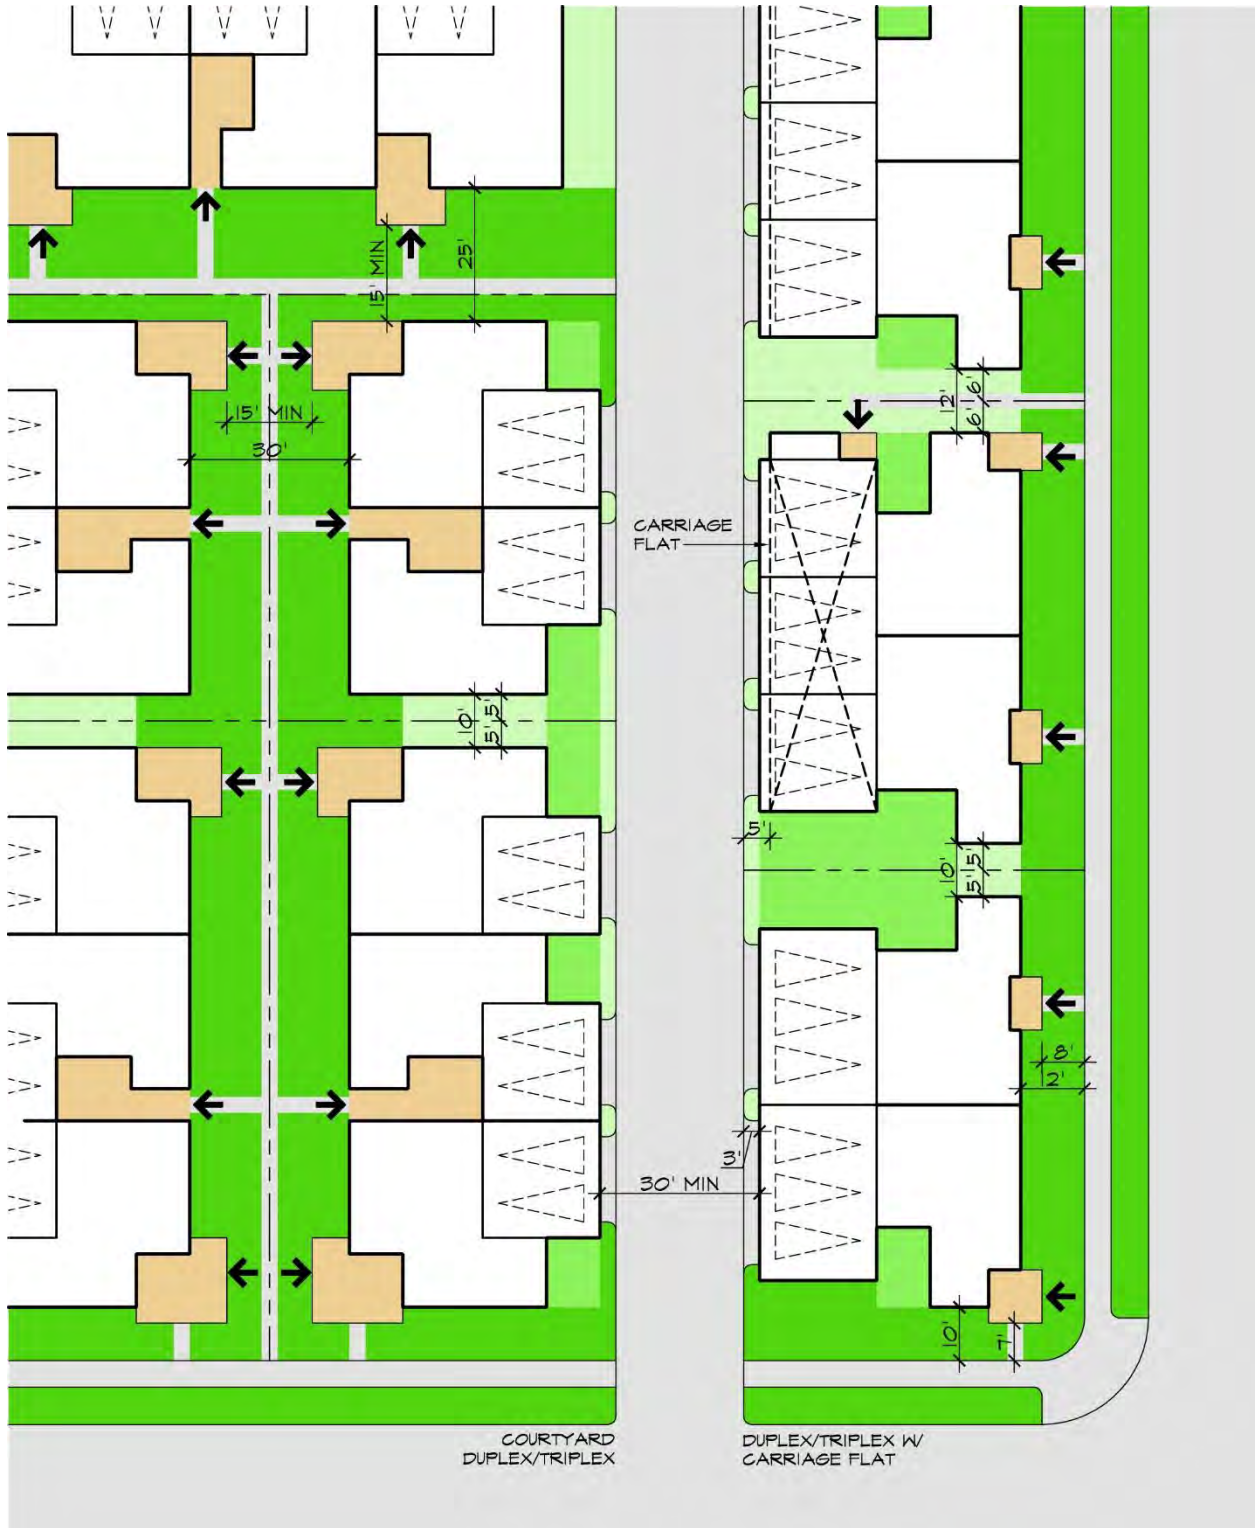 15' MIN
25'
15' MIN
30'
12'
6'
6'
CARRIAGE
FLAT
10'
5'
5'
5'
10'
5'
5'
8'
2'
3'
30' MIN
10'
7'
COURTYARD
DUPLEX/TRIPLEX
DUPLEX/TRIPLEX W/
CARRIAGE FLAT